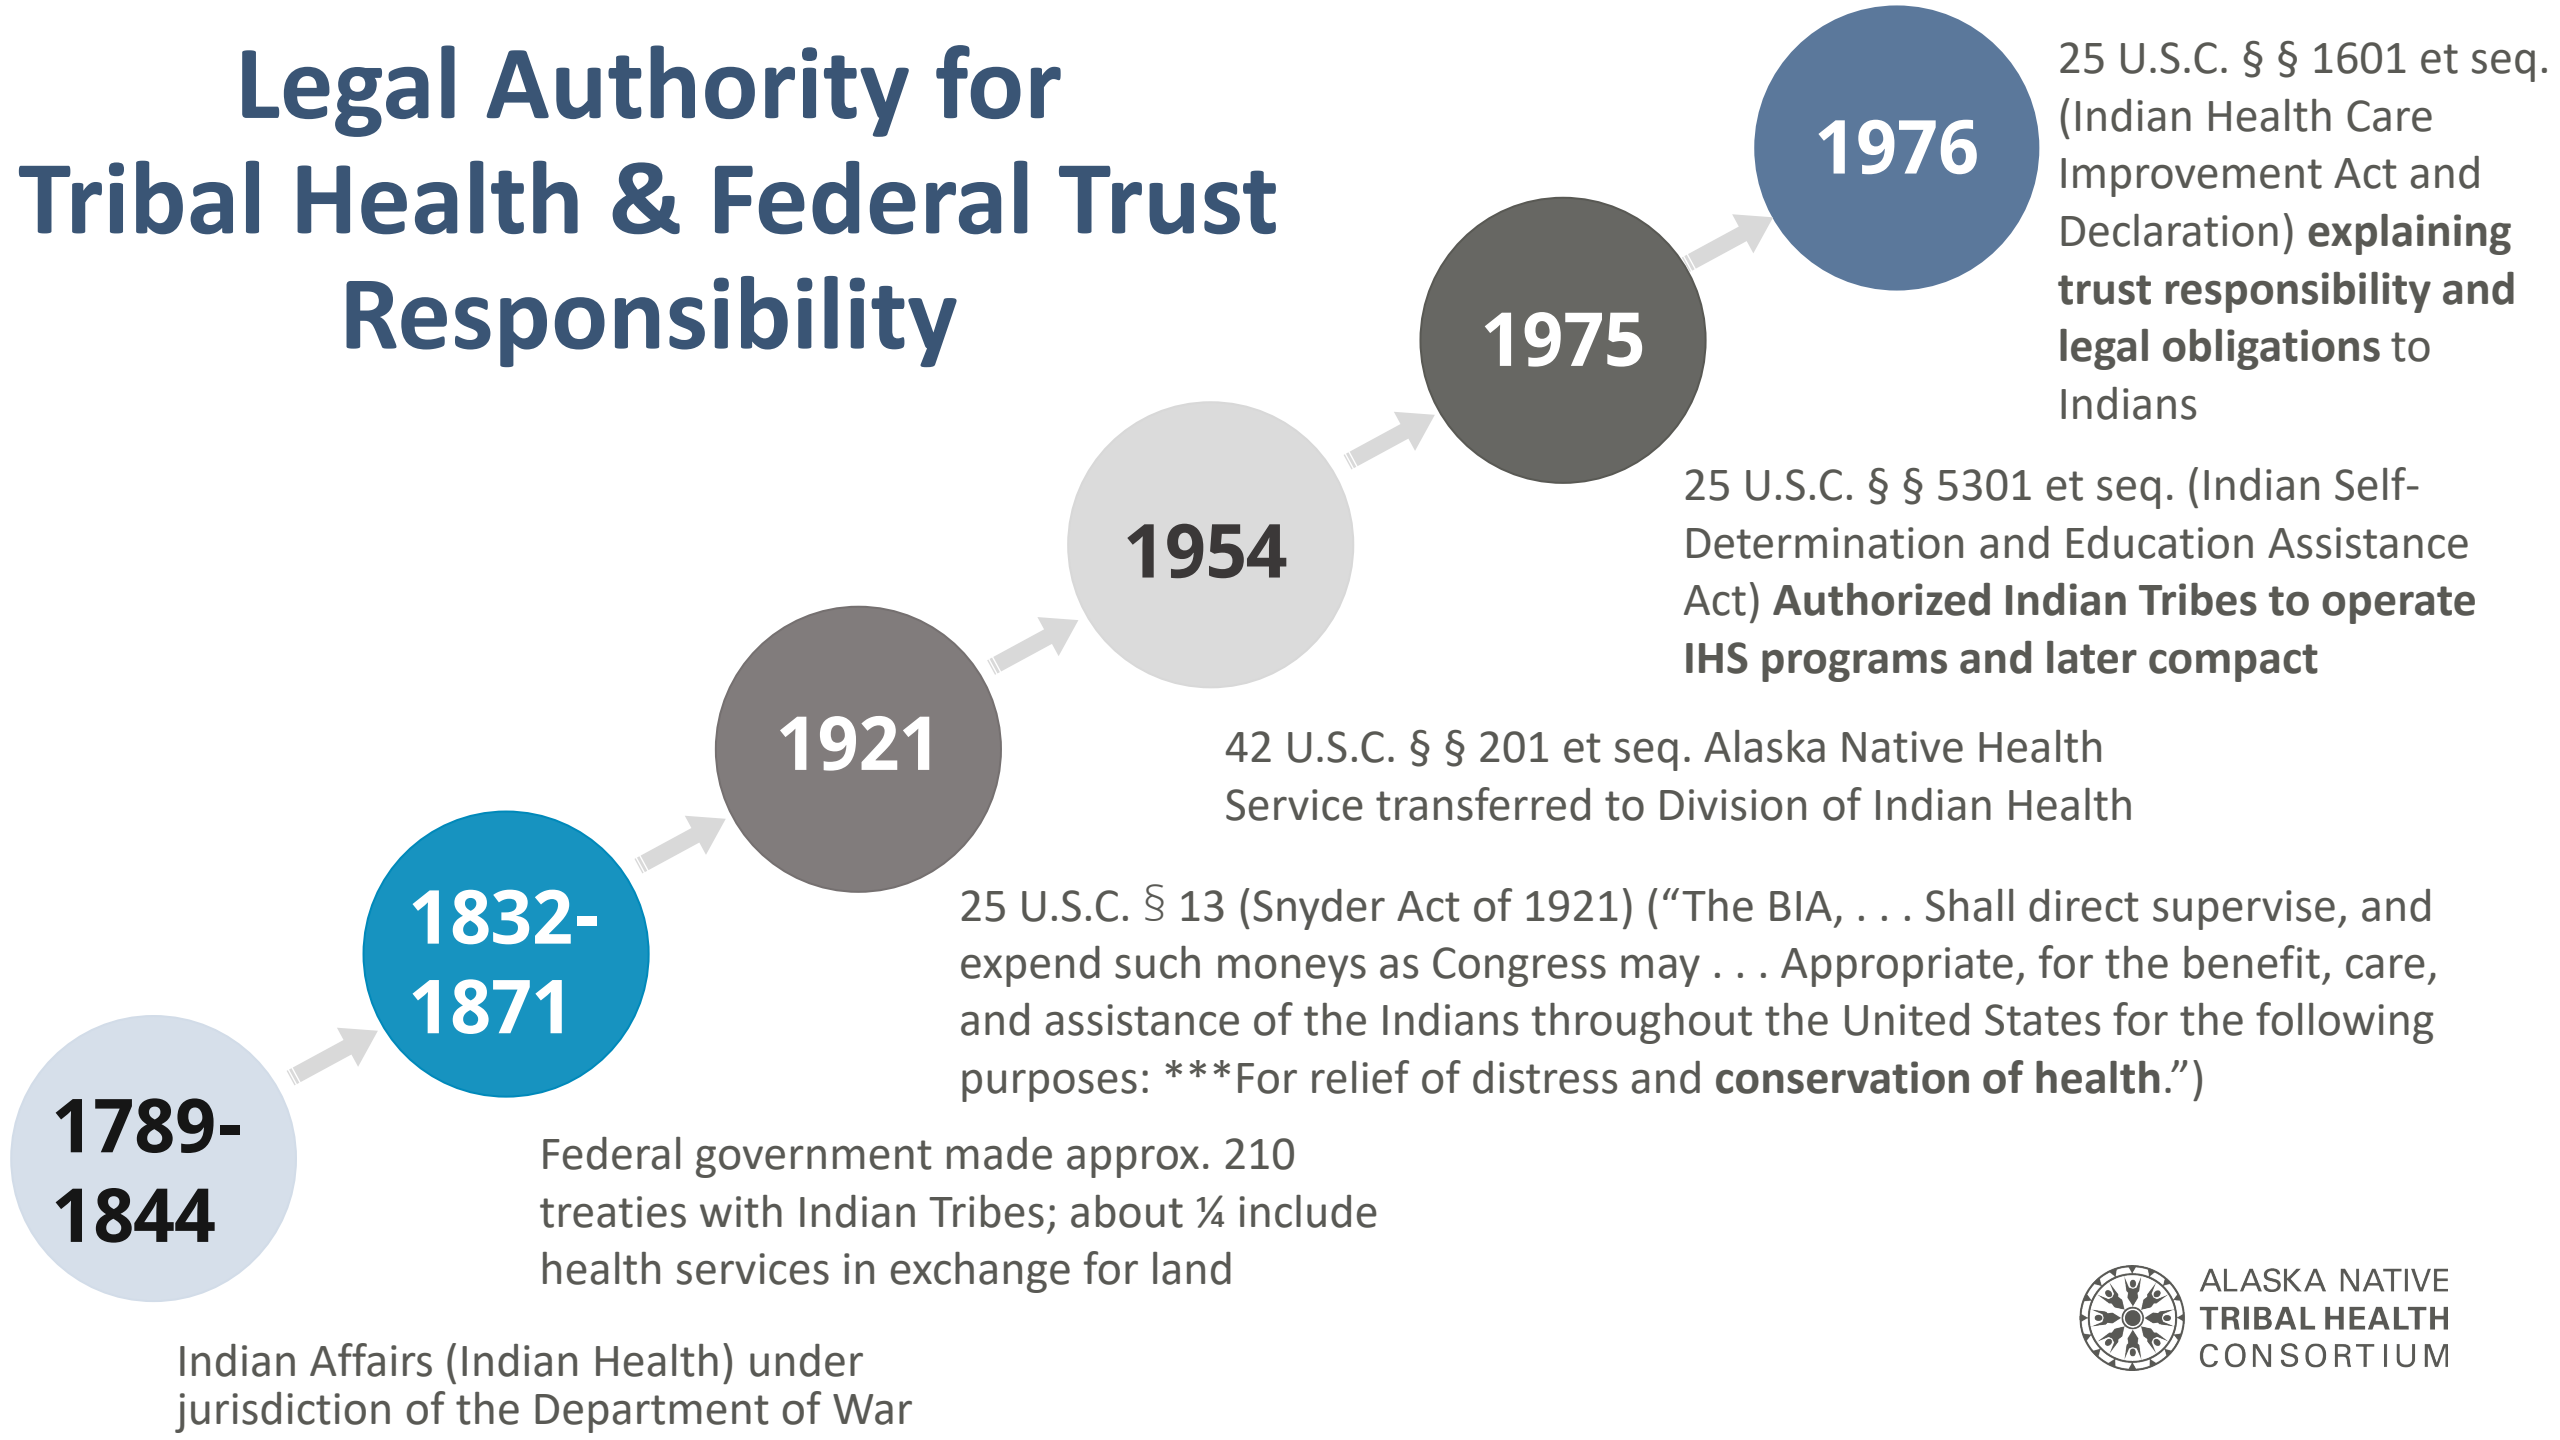 Legal Authority for
Tribal Health & Federal Trust
Responsibility
1976
25 U.S.C. § § 1601 et seq.
(Indian Health Care
Improvement Act and
Declaration) explaining
trust responsibility and
legal obligations to
Indians
1975
25 U.S.C. § § 5301 et seq. (Indian Self-
Determination and Education Assistance
Act) Authorized Indian Tribes to operate
IHS programs and later compact
1954
42 U.S.C. § § 201 et seq. Alaska Native Health
Service transferred to Division of Indian Health
1921
25 U.S.C. § 13 (Snyder Act of 1921) (“The BIA, . . . Shall direct supervise, and
expend such moneys as Congress may . . . Appropriate, for the benefit, care,
and assistance of the Indians throughout the United States for the following
purposes: ***For relief of distress and conservation of health.”)
1832-
1871
Federal government made approx. 210
treaties with Indian Tribes; about ¼ include
health services in exchange for land
1789-
1844
Indian Affairs (Indian Health) under
jurisdiction of the Department of War
ALASKA NATIVE
TRIBAL HEALTH
CONSORTIUM